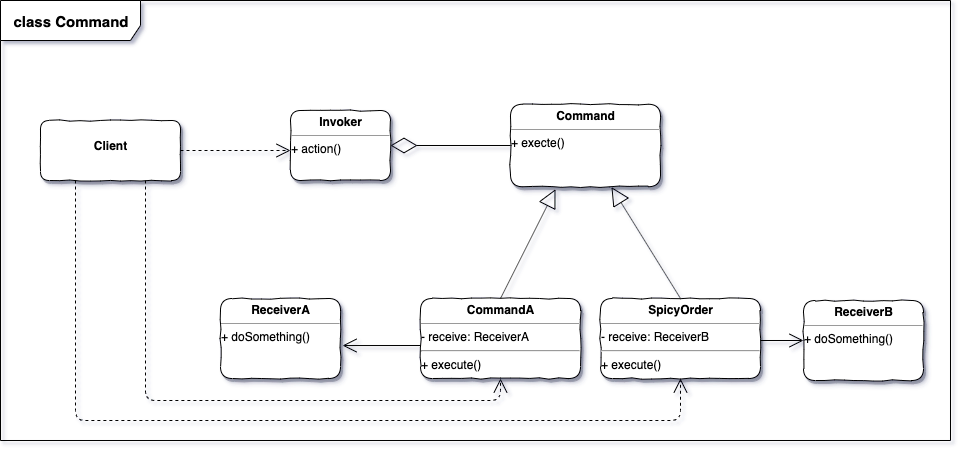 class Command
Client
Invoker
+ action()
Command
+ execte()
ReceiverA
+ doSomething()
CommandA
- receive: ReceiverA
+ execute()
SpicyOrder
- receive: ReceiverB
+ execute()
ReceiverB
+ doSomething()